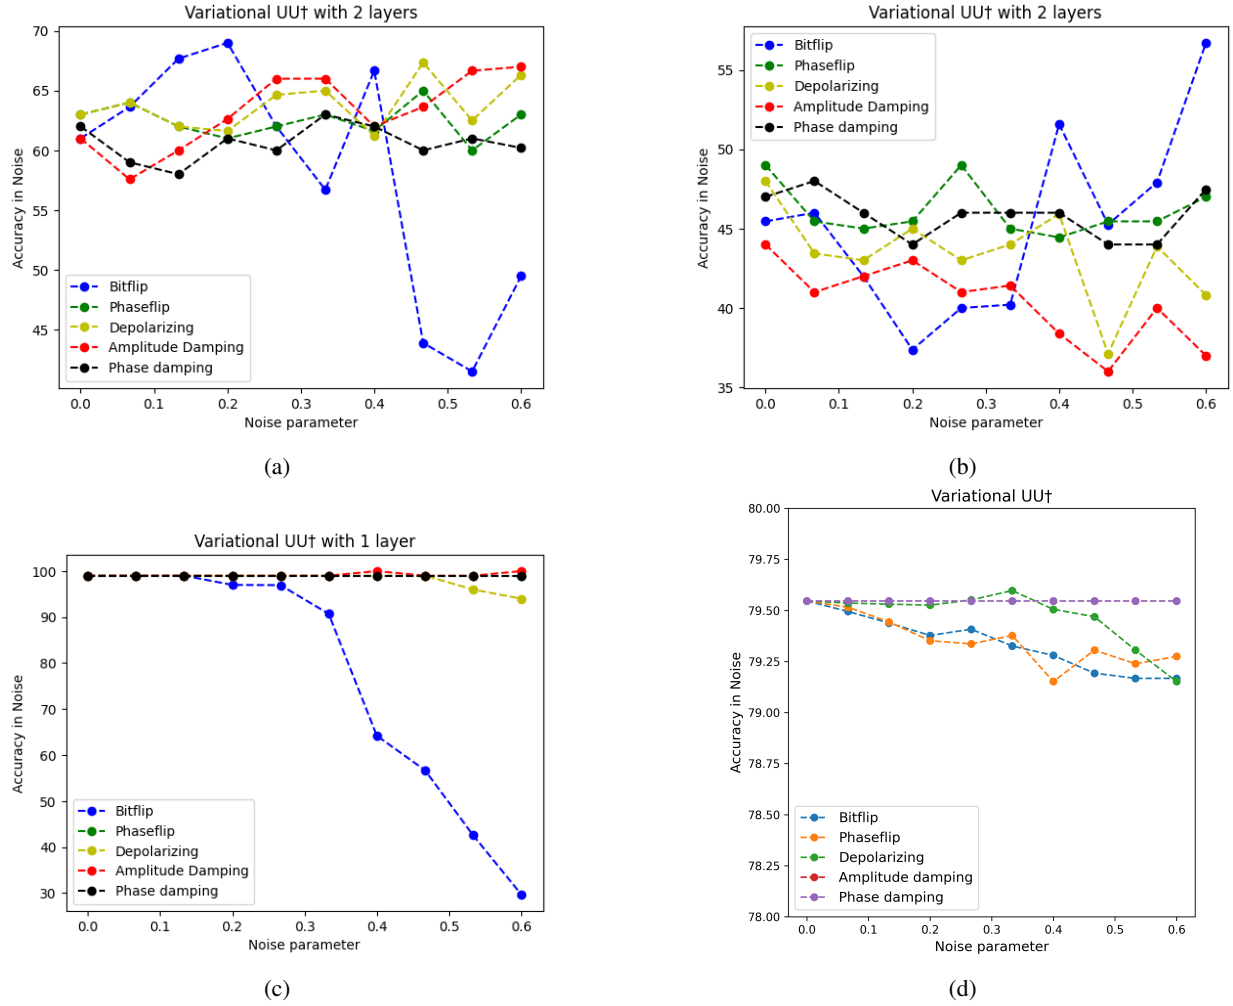 Variational UU† with 2 layers
70
65
60
55
50
45
Accuracy in Noise
Bitflip
Phaseflip
Depolarizing
Amplitude Damping
Phase damping
0.0 0.1 0.2 0.3 0.4 0.5 0.6
Noise parameter
(a)
Variational UU† with 2 layers
55
50
45
40
35
Accuracy in Noise
Bitflip
Phaseflip
Depolarizing
Amplitude Damping
Phase damping
0.0 0.1 0.2 0.3 0.4 0.5 0.6
Noise parameter
(b)
Variational UU† with 1 layer
100
90
80
70
60
50
40
30
Accuracy in Noise
Bitflip
Phaseflip
Depolarizing
Amplitude Damping
Phase damping
0.0 0.1 0.2 0.3 0.4 0.5 0.6
Noise parameter
(c)
Variational UU†
80.00
79.75
79.50
79.25
79.00
78.75
78.50
78.25
78.00
Accuracy in Noise
Bitflip
Phaseflip
Depolarizing
Amplitude damping
Phase damping
0.0 0.1 0.2 0.3 0.4 0.5 0.6
Noise parameter
(d)